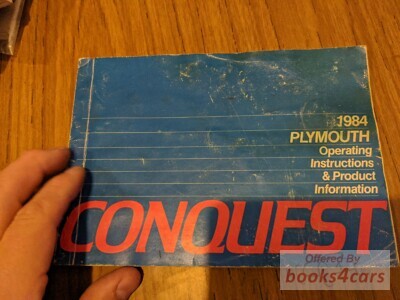 1984
PLYMOUTH
Operating
Instructions
& Product
Information
CONQUEST
Offered By
books4cars